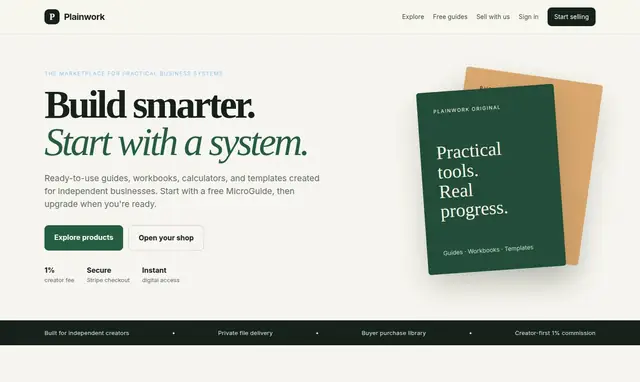 P Plainwork
Explore Free guides Sell with us Sign in Start selling
THE MARKETPLACE FOR PRACTICAL BUSINESS SYSTEMS
Build smarter.
Start with a system.
Ready-to-use guides, workbooks, calculators, and templates created
for independent businesses. Start with a free MicroGuide, then
upgrade when you're ready.
Explore products Open your shop
1% Secure Instant
creator fee Stripe checkout digital access
PLAINWORK ORIGINAL
Practical
tools.
Real
progress.
Guides · Workbooks · Templates
Built for independent creators • Private file delivery • Buyer purchase library • Creator-first 1% commission